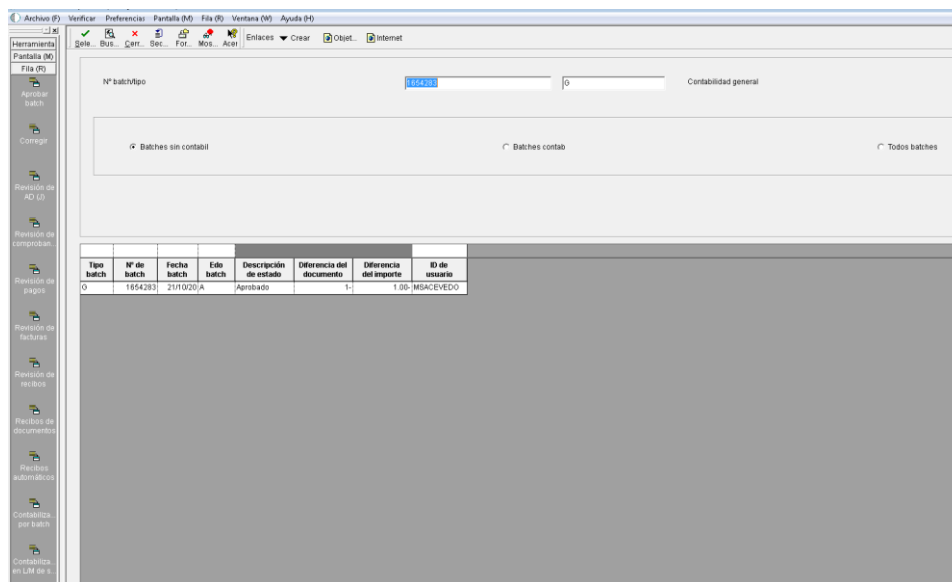 Archivo (F) Verificar Preferencias Pantalla (M) Fila (R) Ventana (W) Ayuda (H)
Sele... Bus... Cerr... Sec... For... Mos... Acer Enlaces Crear Objet... Internet
Herramienta
Pantalla (M)
Fila (R)
Aprobar
batch
Corregir
Revisión de
AD (J)
Revisión de
comproban...
Revisión de
pagos
Revisión de
facturas
Revisión de
recibos
Recibos de
documentos
Recibos
automáticos
Contabiliza...
por batch
Contabiliza...
en L/M de s...
Nº batch/tipo 1654283 G Contabilidad general
Batches sin contabil Batches contab Todos batches
Tipo batch Nº de batch Fecha batch Edo batch Descripción de estado Diferencia del documento Diferencia del importe ID de usuario
G 1654283 21/10/20 A Aprobado 1- 1.00- MSACEVEDO